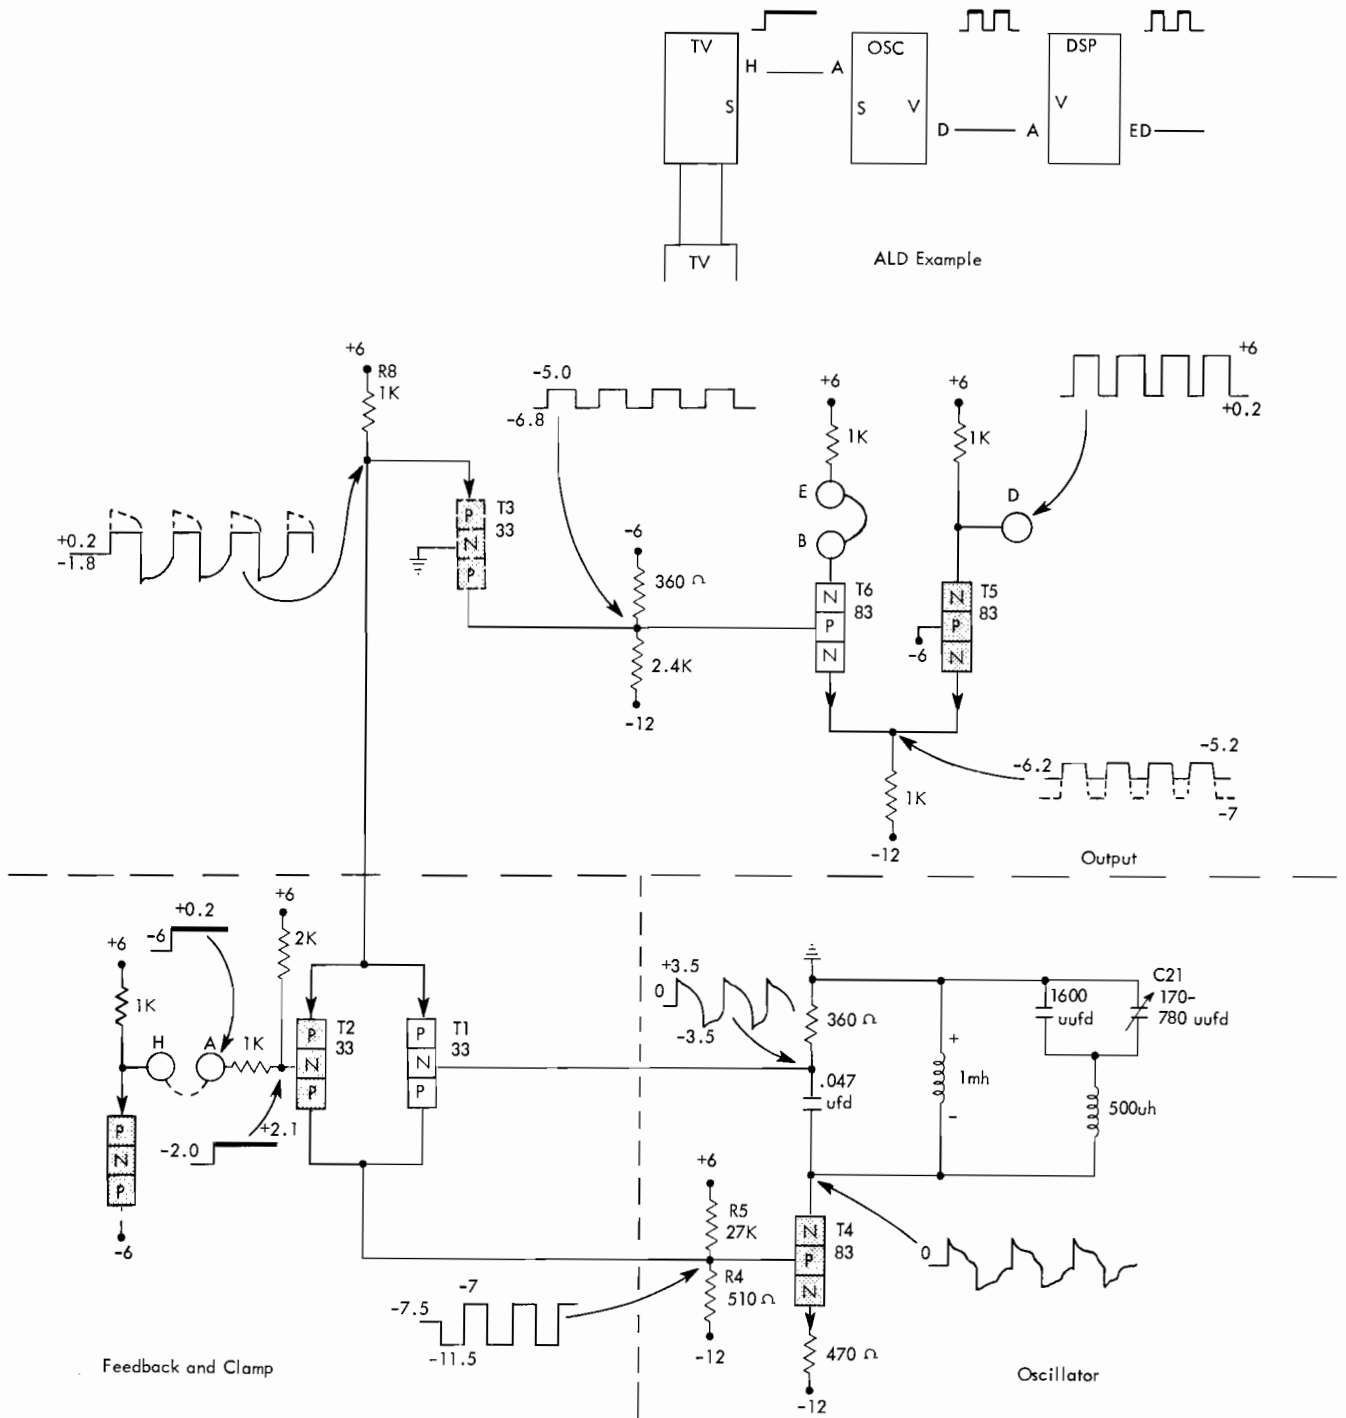 TV
OSC
DSP
H
A
S
S
V
V
D
A
ED
TV
ALD Example
+6
R8
1K
-5.0
-6.8
+6
+6
+6
+0.2
1K
1K
E
D
T3
33
P
N
P
+0.2
-1.8
-6
B
360 Ω
N
P
N
T6
83
N
P
N
T5
83
2.4K
-6
-12
-5.2
-6.2
1K
-7
-12
Output
+6
+0.2
-6
+6
2K
+3.5
0
-3.5
C21
1600
uufd
170-
780 uufd
1K
H
A
1K
P
N
P
T2
33
P
N
P
T1
33
360 Ω
.047
ufd
+
1mh
-
500uh
+2.1
-2.0
P
N
P
-6
+6
R5
27K
N
P
N
T4
83
0
R4
510 Ω
-7
-7.5
-11.5
-12
470 Ω
-12
Feedback and Clamp
Oscillator